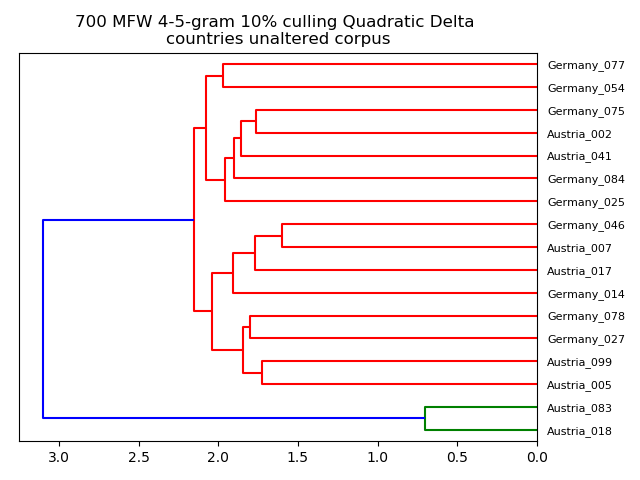 700 MFW 4-5-gram 10% culling Quadratic Delta
countries unaltered corpus
Germany_077
Germany_054
Germany_075
Austria_002
Austria_041
Germany_084
Germany_025
Germany_046
Austria_007
Austria_017
Germany_014
Germany_078
Germany_027
Austria_099
Austria_005
Austria_083
Austria_018
3.0 2.5 2.0 1.5 1.0 0.5 0.0